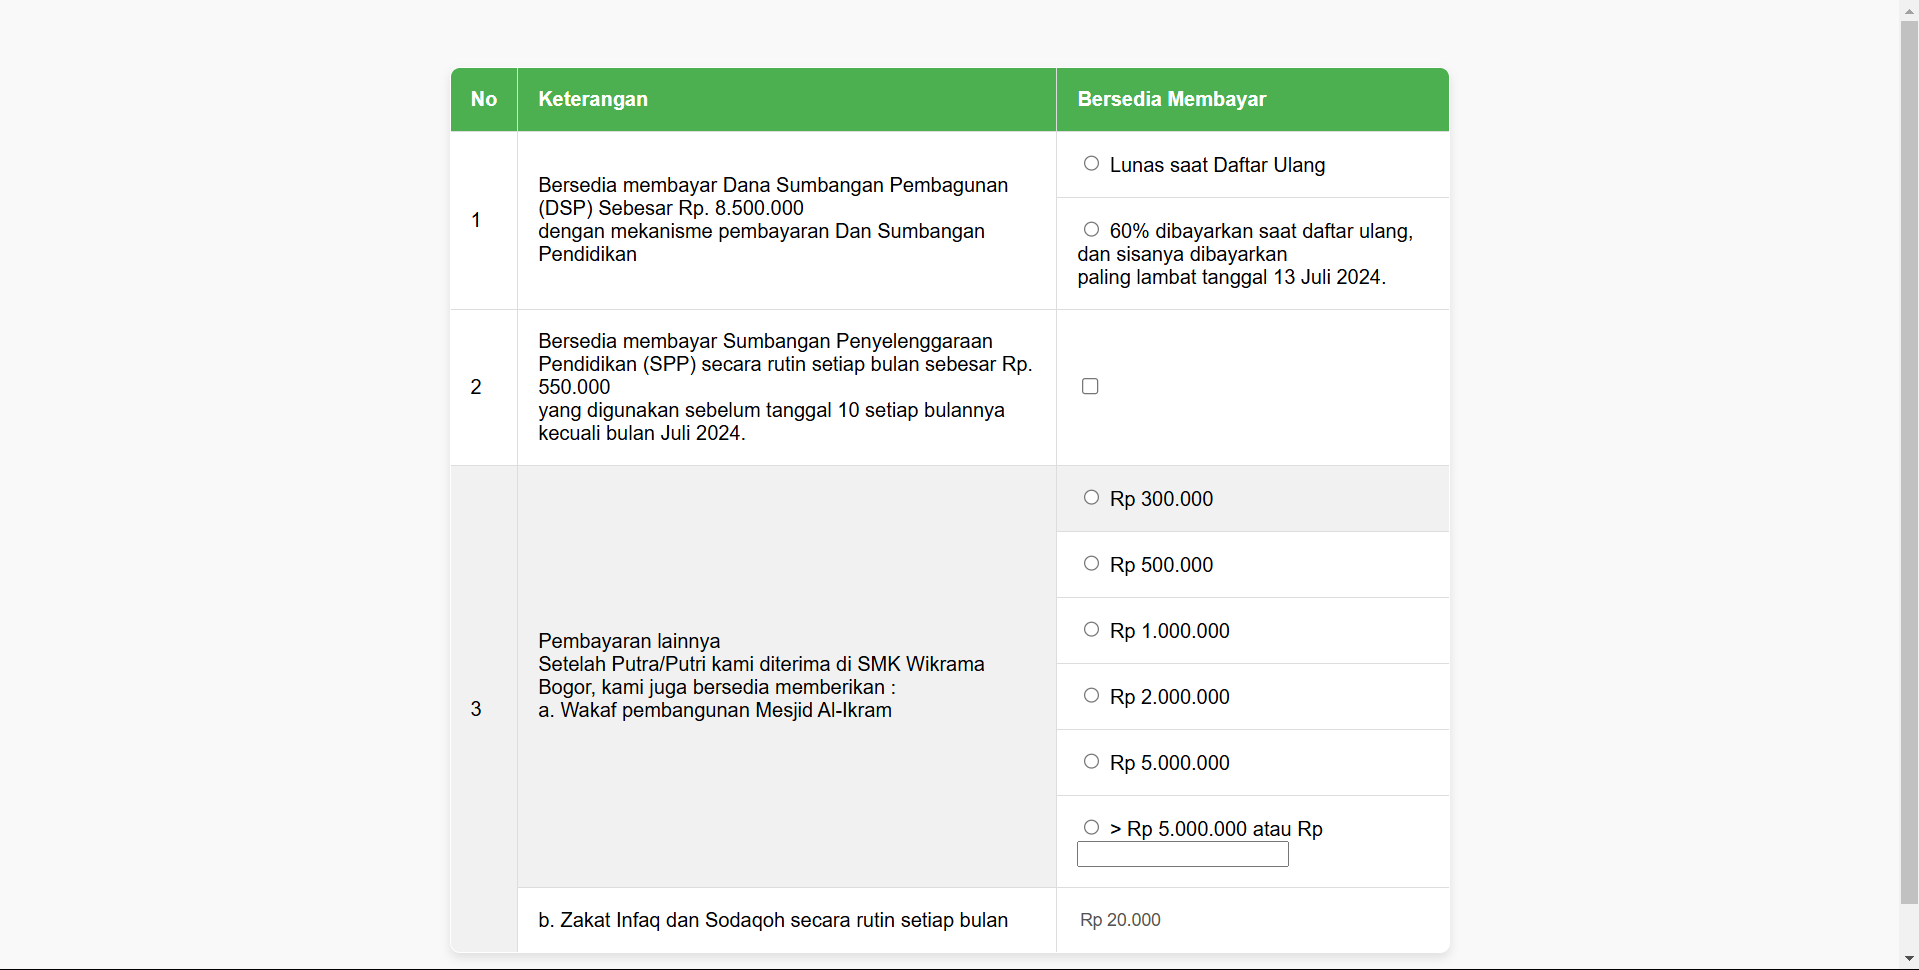 No
Keterangan
Bersedia Membayar
1
Bersedia membayar Dana Sumbangan Pembagunan
(DSP) Sebesar Rp. 8.500.000
dengan mekanisme pembayaran Dan Sumbangan
Pendidikan
Lunas saat Daftar Ulang
60% dibayarkan saat daftar ulang,
dan sisanya dibayarkan
paling lambat tanggal 13 Juli 2024.
2
Bersedia membayar Sumbangan Penyelenggaraan
Pendidikan (SPP) secara rutin setiap bulan sebesar Rp.
550.000
yang digunakan sebelum tanggal 10 setiap bulannya
kecuali bulan Juli 2024.
3
Pembayaran lainnya
Setelah Putra/Putri kami diterima di SMK Wikrama
Bogor, kami juga bersedia memberikan :
a. Wakaf pembangunan Mesjid Al-Ikram
Rp 300.000
Rp 500.000
Rp 1.000.000
Rp 2.000.000
Rp 5.000.000
> Rp 5.000.000 atau Rp
b. Zakat Infaq dan Sodaqoh secara rutin setiap bulan
Rp 20.000